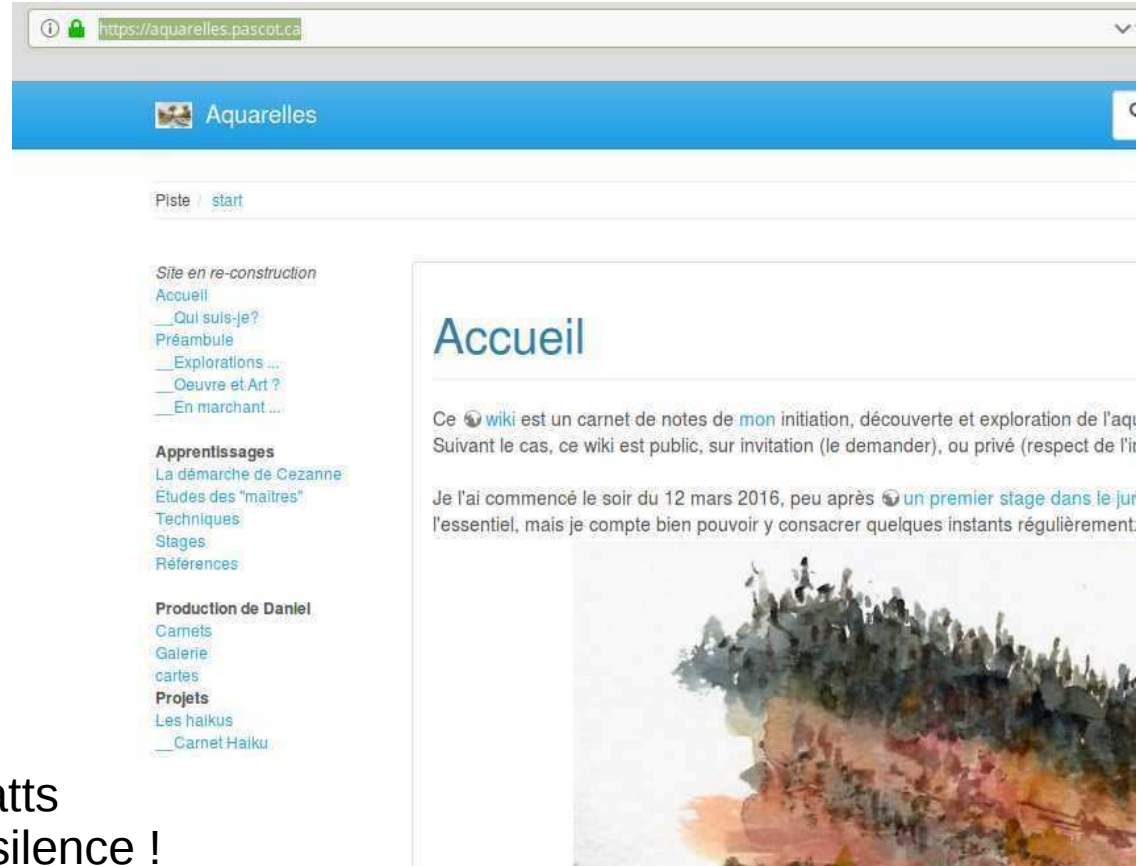 https://aquarelles.pascot.ca
Aquarelles
Piste / start
Site en re-construction
Accueil
__Qui suis-je?
Préambule
__Explorations ...
__Oeuvre et Art ?
__En marchant ...
Apprentissages
La démarche de Cezanne
Études des "maîtres"
Techniques
Stages
Références
Production de Daniel
Carnets
Galerie
cartes
Projets
Les haikus
__Carnet Haiku
Accueil
Ce wiki est un carnet de notes de mon initiation, découverte et exploration de l'aqu
Suivant le cas, ce wiki est public, sur invitation (le demander), ou privé (respect de l'i
Je l'ai commencé le soir du 12 mars 2016, peu après un premier stage dans le jur
l'essentiel, mais je compte bien pouvoir y consacrer quelques instants régulièrement.
atts
silence !